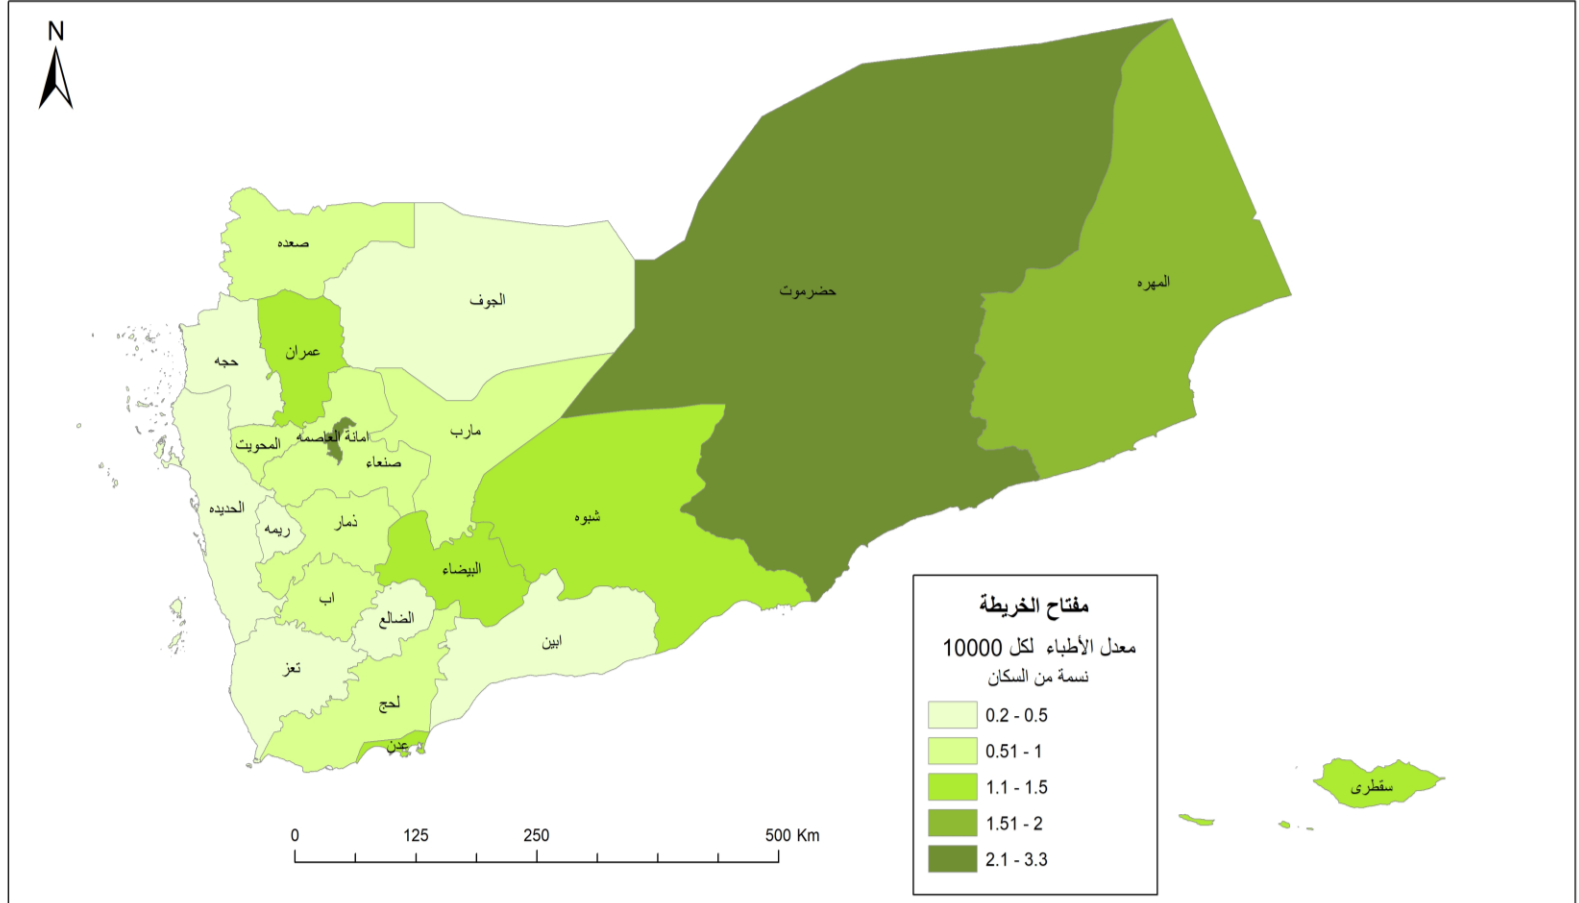 N
صعده
الجوف
حضرموت
المهره
حجه
عمران
مارب
امانة العاصمه
المحويت
صنعاء
الحديده
ريمه
ذمار
شبوه
البيضاء
اب
الضالع
ابين
تعز
لحج
عدن
سقطرى
مفتاح الخريطة
معدل الأطباء لكل 10000
نسمة من السكان
0.2 - 0.5
0.51 - 1
1.1 - 1.5
1.51 - 2
2.1 - 3.3
0 125 250 500 Km